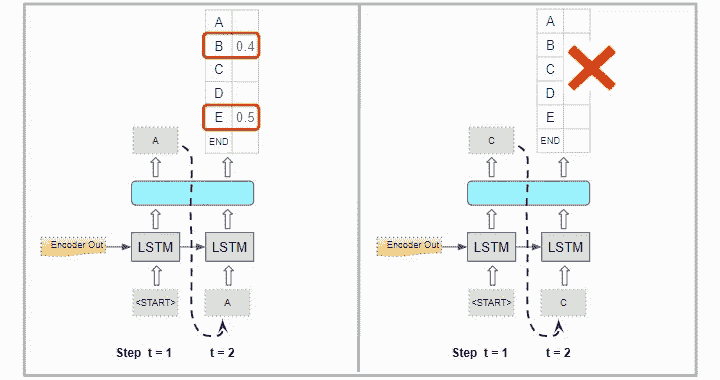 A
B 0.4
C
D
E 0.5
END
A
Encoder Out
LSTM
LSTM
<START>
A
Step t = 1 t = 2
A
B
C
D
E
END
C
Encoder Out
LSTM
LSTM
<START>
C
Step t = 1 t = 2